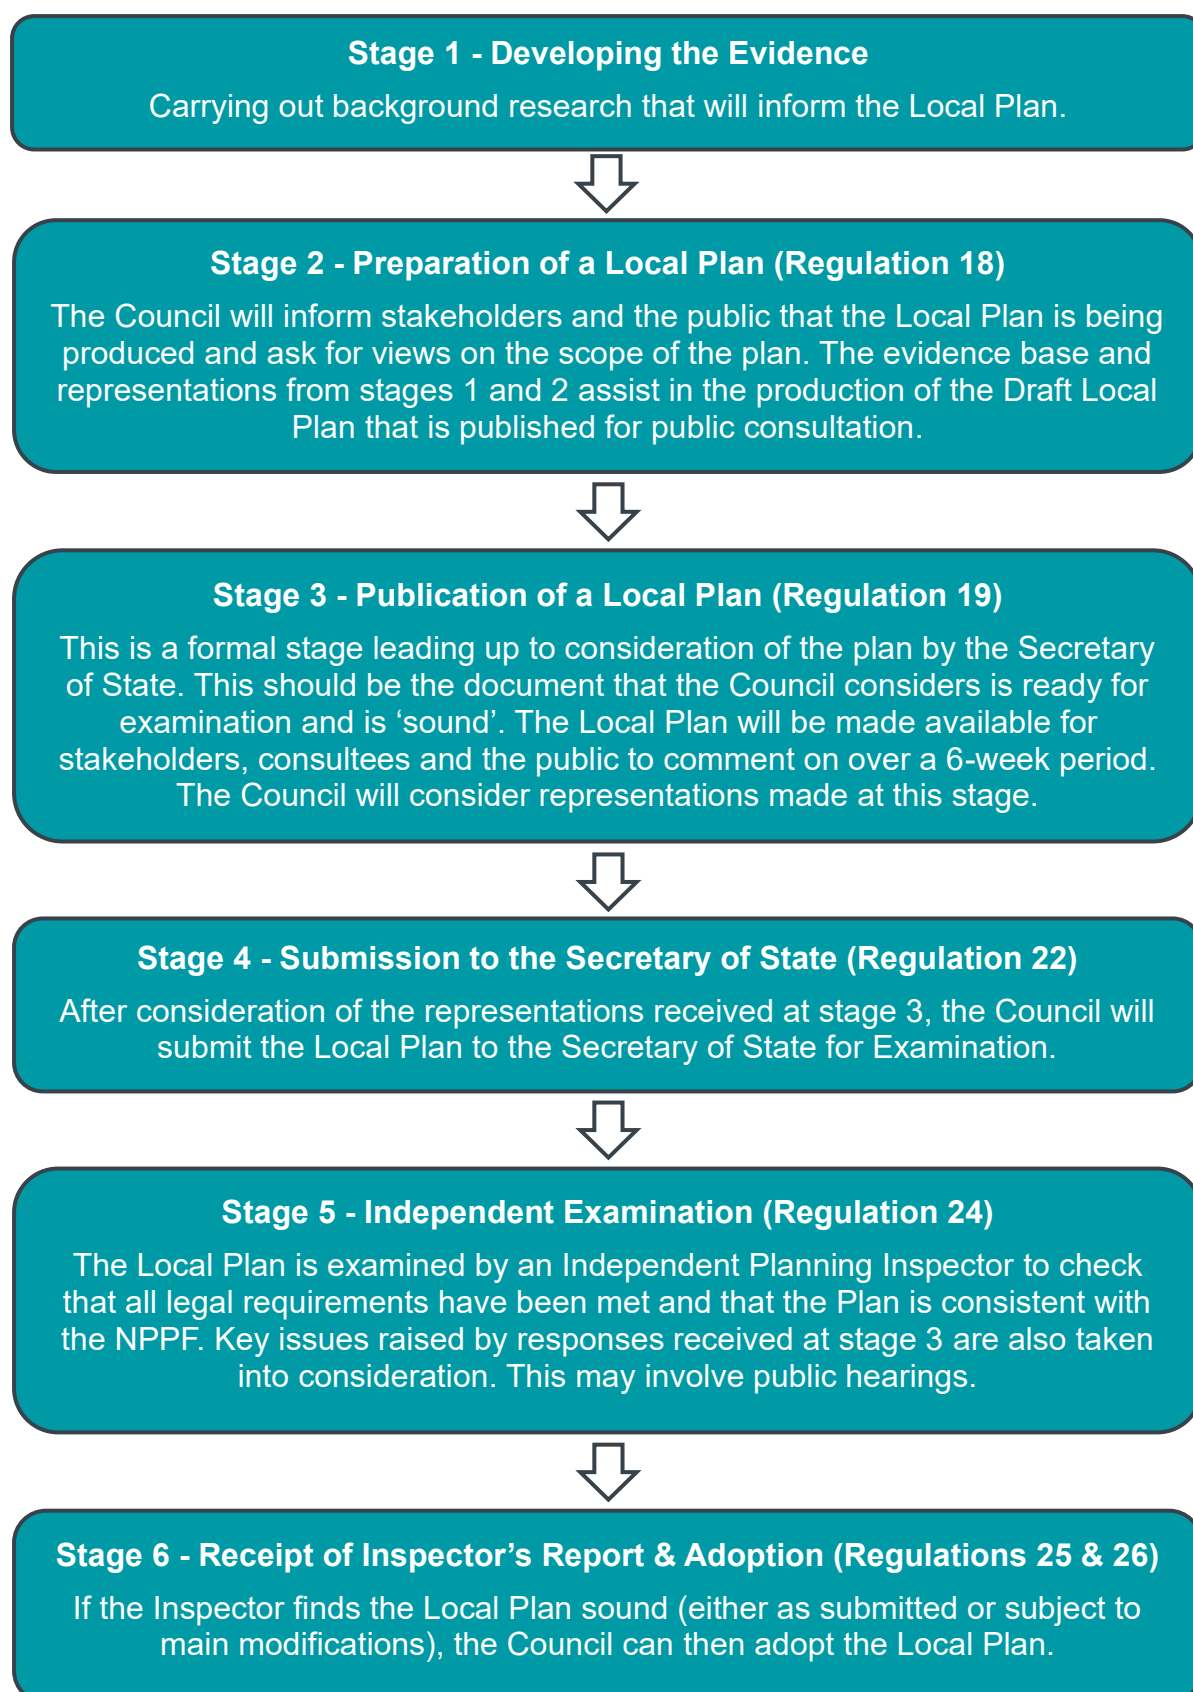 Stage 1 - Developing the Evidence
Carrying out background research that will inform the Local Plan.
Stage 2 - Preparation of a Local Plan (Regulation 18)
The Council will inform stakeholders and the public that the Local Plan is being
produced and ask for views on the scope of the plan. The evidence base and
representations from stages 1 and 2 assist in the production of the Draft Local
Plan that is published for public consultation.
Stage 3 - Publication of a Local Plan (Regulation 19)
This is a formal stage leading up to consideration of the plan by the Secretary
of State. This should be the document that the Council considers is ready for
examination and is ‘sound’. The Local Plan will be made available for
stakeholders, consultees and the public to comment on over a 6-week period.
The Council will consider representations made at this stage.
Stage 4 - Submission to the Secretary of State (Regulation 22)
After consideration of the representations received at stage 3, the Council will
submit the Local Plan to the Secretary of State for Examination.
Stage 5 - Independent Examination (Regulation 24)
The Local Plan is examined by an Independent Planning Inspector to check
that all legal requirements have been met and that the Plan is consistent with
the NPPF. Key issues raised by responses received at stage 3 are also taken
into consideration. This may involve public hearings.
Stage 6 - Receipt of Inspector’s Report & Adoption (Regulations 25 & 26)
If the Inspector finds the Local Plan sound (either as submitted or subject to
main modifications), the Council can then adopt the Local Plan.